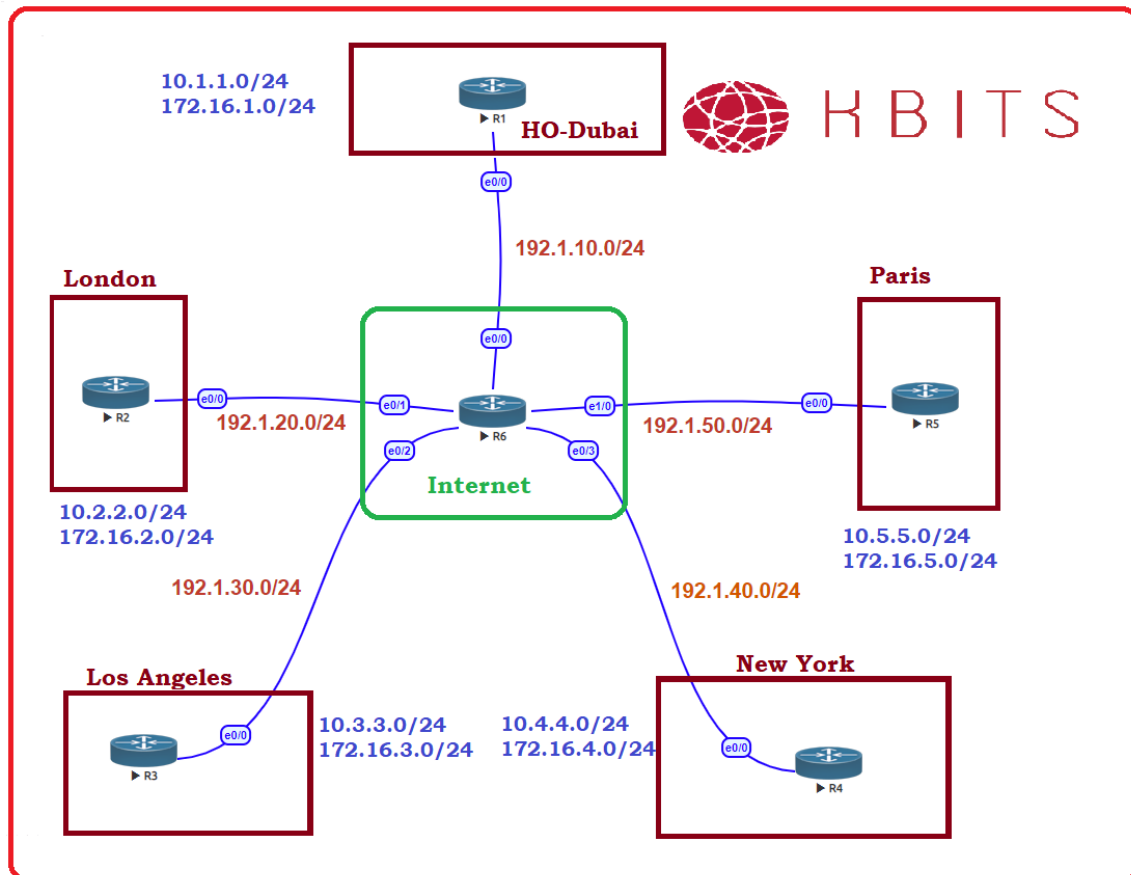 10.1.1.0/24
172.16.1.0/24
R1
HO-Dubai
KBITS
e0/0
192.1.10.0/24
London
Paris
e0/0
R2
e0/0
192.1.20.0/24
e0/1
R6
e1/0
192.1.50.0/24
e0/0
R5
e0/2
e0/3
Internet
10.2.2.0/24
172.16.2.0/24
10.5.5.0/24
172.16.5.0/24
192.1.30.0/24
192.1.40.0/24
Los Angeles
New York
R3
e0/0
10.3.3.0/24
172.16.3.0/24
10.4.4.0/24
172.16.4.0/24
e0/0
R4